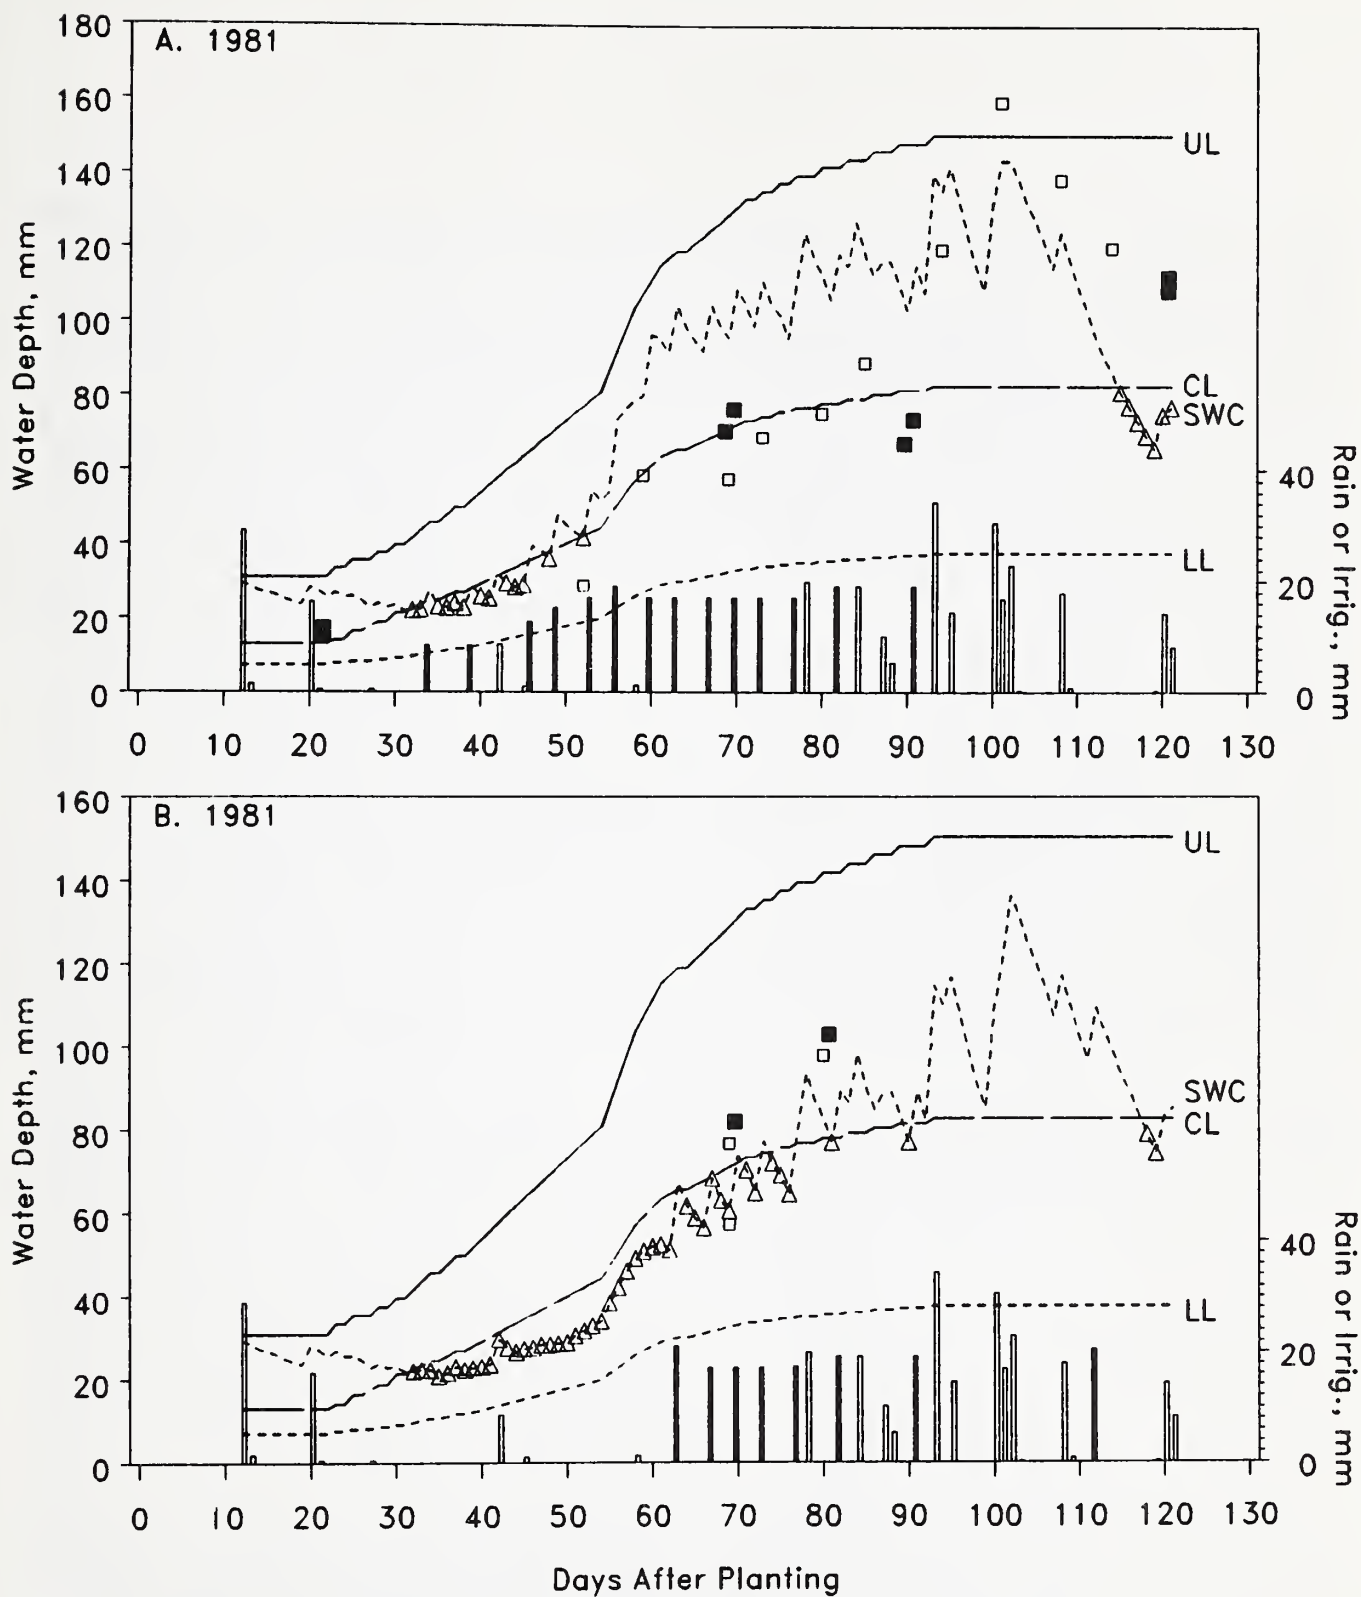 A. 1981
180
160
140
120
100
80
60
40
20
0
Water Depth, mm
UL
CL
SWC
LL
40
20
0
Rain or Irrig., mm
0 10 20 30 40 50 60 70 80 90 100 110 120 130
B. 1981
160
140
120
100
80
60
40
20
0
Water Depth, mm
UL
SWC
CL
LL
40
20
0
Rain or Irrig., mm
0 10 20 30 40 50 60 70 80 90 100 110 120 130
Days After Planting